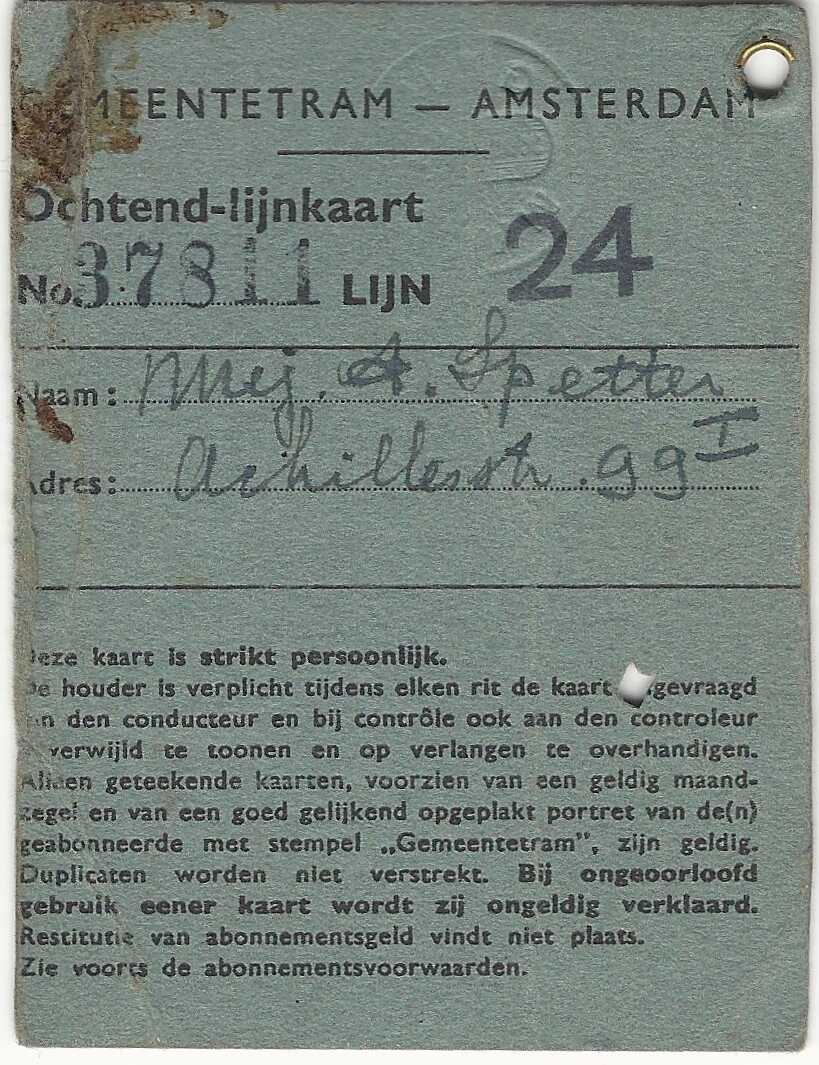 GEMEENTETRAM — AMSTERDAM
Ochtend-lijnkaart
No. 37811 LIJN 24
Naam: Mej. A. Spetter
Adres: Achillesstr. 99 I
Deze kaart is strikt persoonlijk.
De houder is verplicht tijdens elken rit de kaart ongevraagd
aan den conducteur en bij contrôle ook aan den controleur
verwijld te toonen en op verlangen te overhandigen.
Alleen geteekende kaarten, voorzien van een geldig maand-
zegel en van een goed gelijkend opgeplakt portret van de(n)
geabonneerde met stempel „Gemeentetram”, zijn geldig.
Duplicaten worden niet verstrekt. Bij ongeoorloofd
gebruik eener kaart wordt zij ongeldig verklaard.
Restitutie van abonnementsgeld vindt niet plaats.
Zie voorts de abonnementsvoorwaarden.